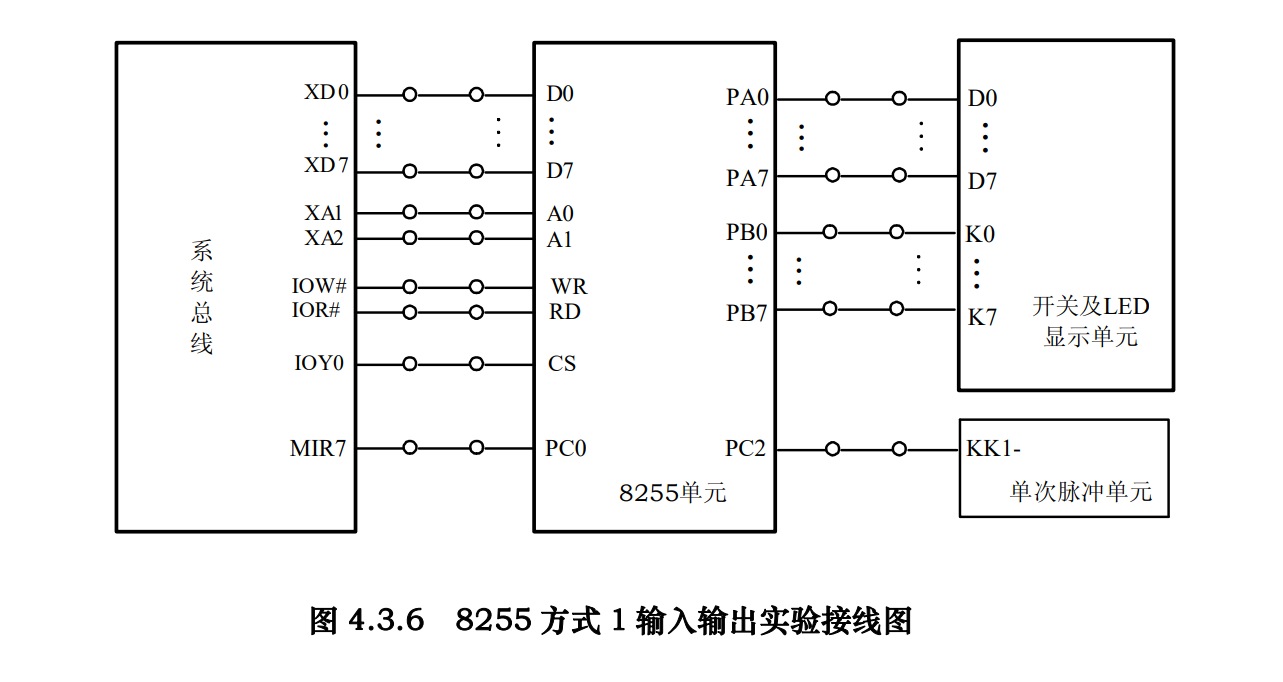 XD0
⋮
XD7
XA1
XA2
IOW#
IOR#
IOY0
MIR7
系
统
总
线
⋮
⋮
D0
⋮
D7
A0
A1
WR
RD
CS
PC0
PA0
⋮
PA7
PB0
⋮
PB7
PC2
8255单元
⋮
⋮
⋮
⋮
D0
⋮
D7
K0
⋮
K7
开关及LED
显示单元
KK1-
单次脉冲单元
图 4.3.6 8255 方式 1 输入输出实验接线图